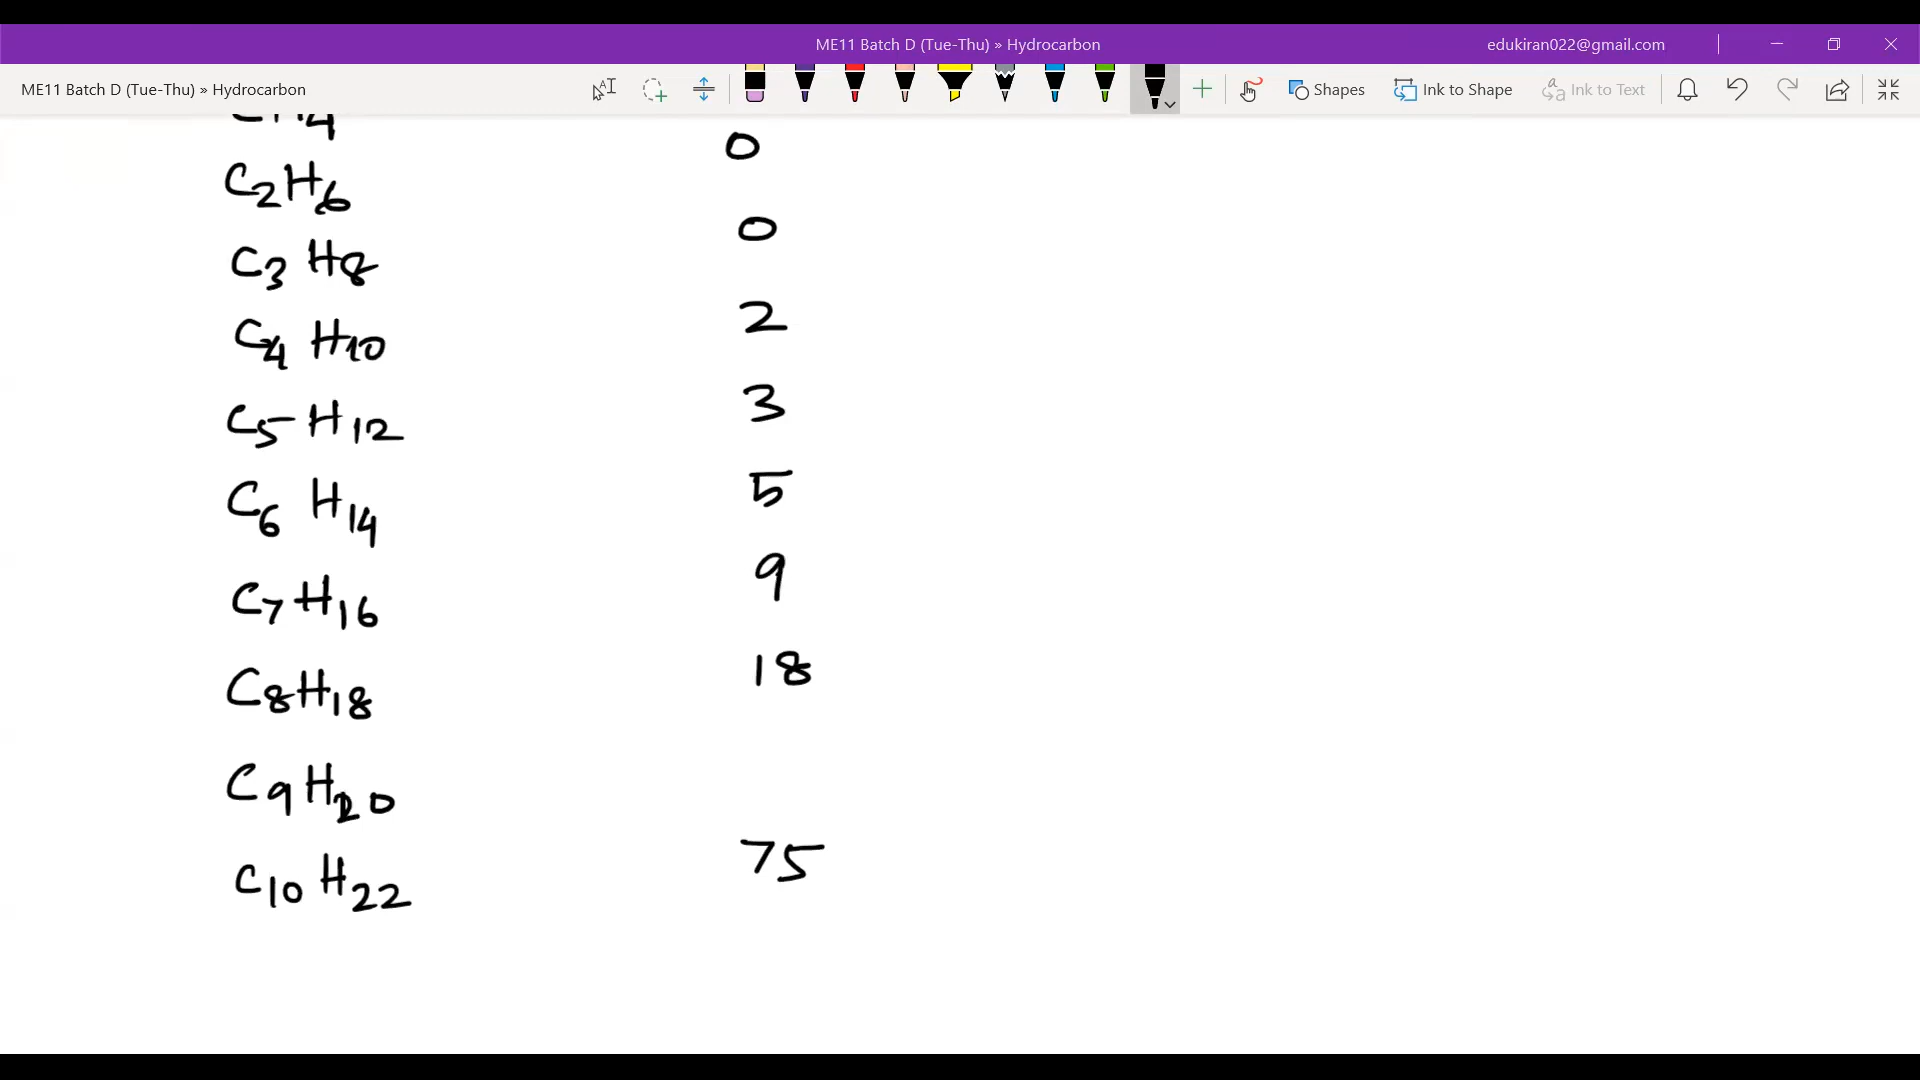 ME11 Batch D (Tue-Thu) » Hydrocarbon
edukiran022@gmail.com
ME11 Batch D (Tue-Thu) » Hydrocarbon
Shapes
Ink to Shape
Ink to Text
0
C2H6
0
C3H8
2
C4H10
3
C5H12
5
C6H14
9
C7H16
18
C8H18
C9H20
75
C10H22